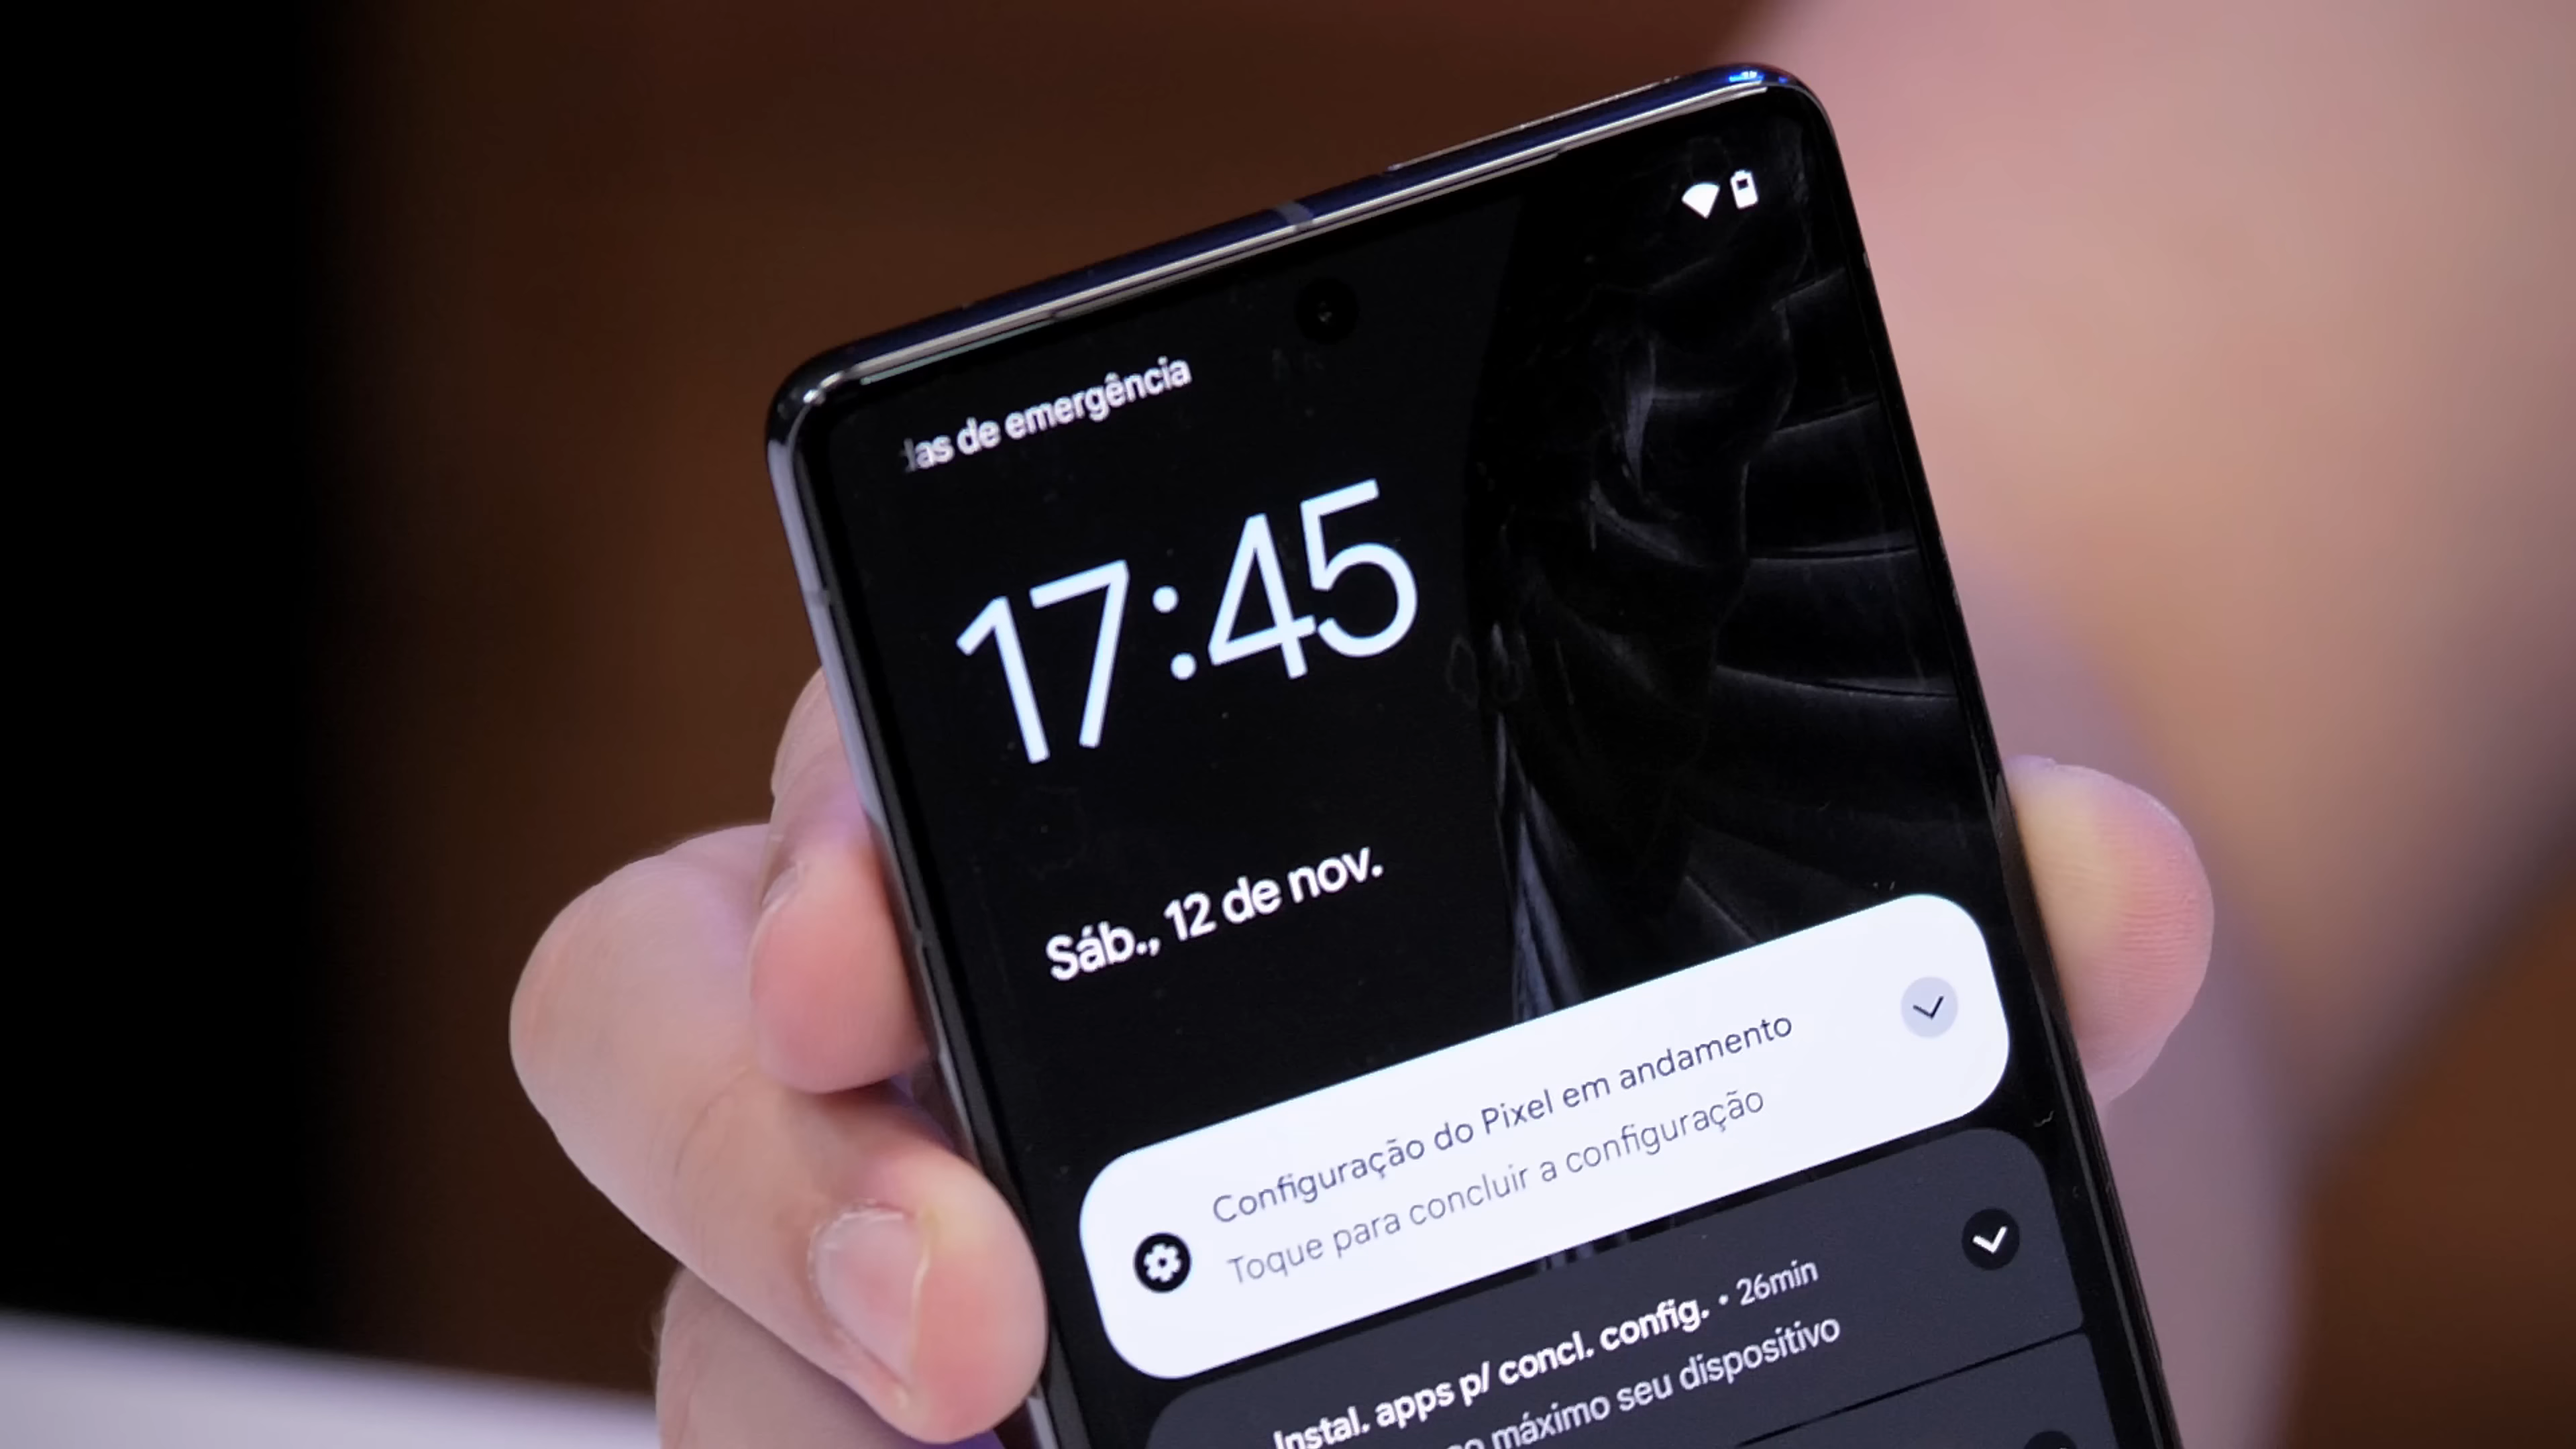 de emergência
17:45
Sáb., 12 de nov.
Configuração do Pixel em andamento
Toque para concluir a configuração
Instal. apps p/ concl. config. • 26min
máximo seu dispositivo